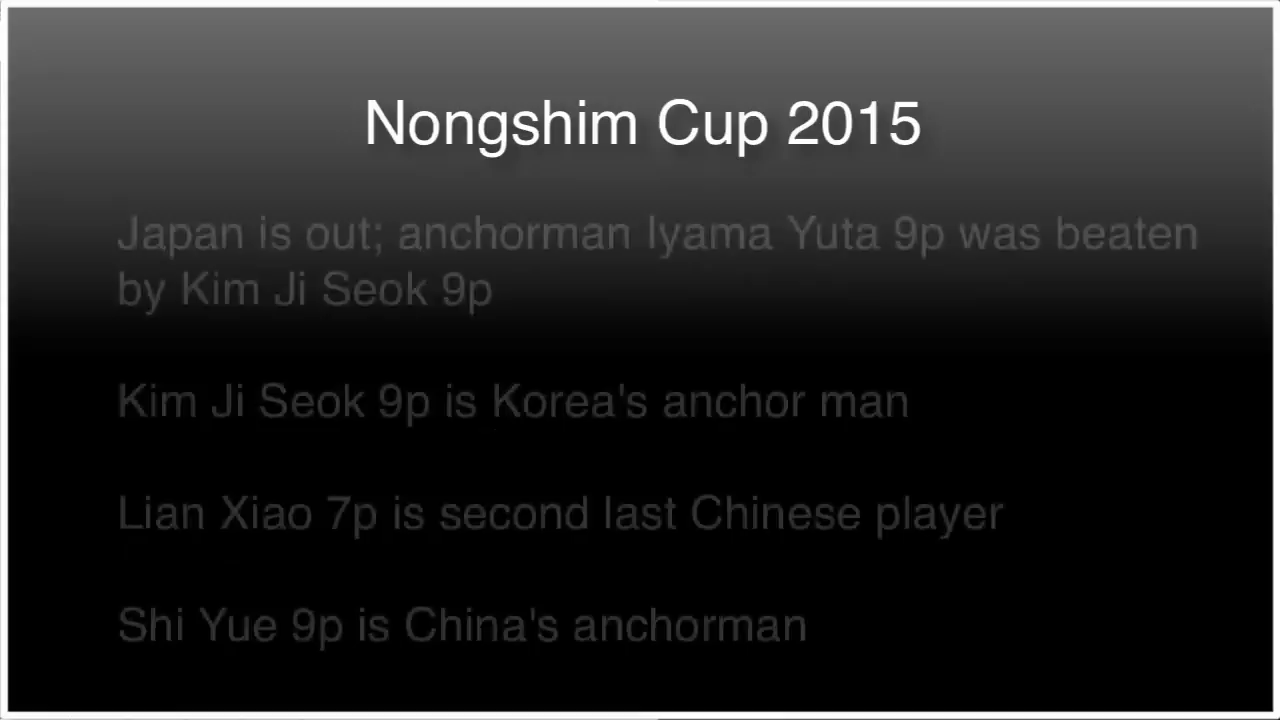 Nongshim Cup 2015
Japan is out; anchorman Iyama Yuta 9p was beaten
by Kim Ji Seok 9p
Kim Ji Seok 9p is Korea's anchor man
Lian Xiao 7p is second last Chinese player
Shi Yue 9p is China's anchorman